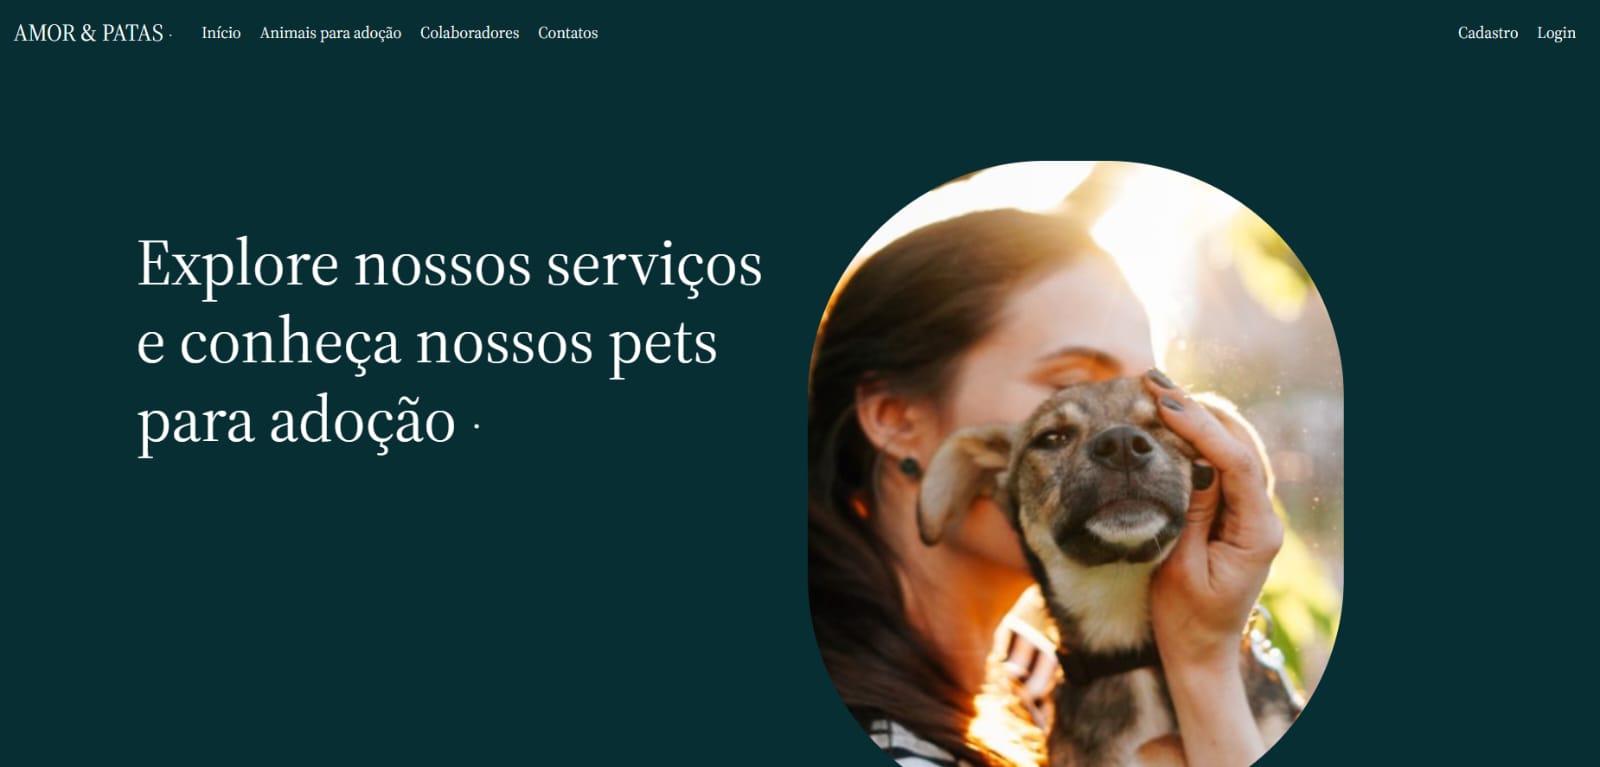 AMOR & PATAS ·
Início Animais para adoção Colaboradores Contatos
Cadastro Login
Explore nossos serviços
e conheça nossos pets
para adoção ·